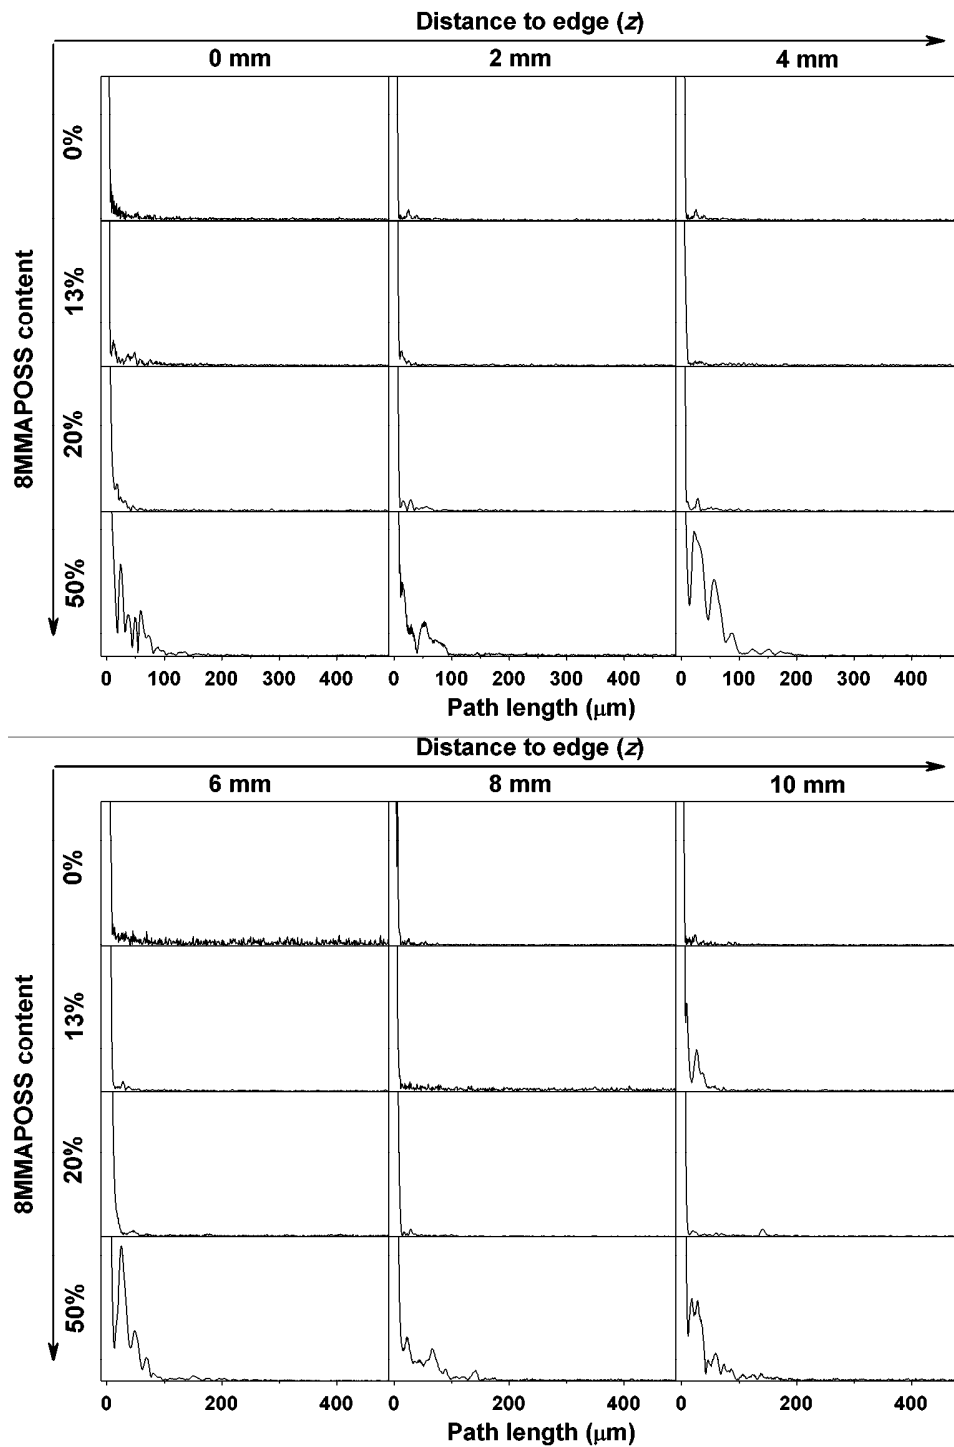 Distance to edge (z)
0 mm 2 mm 4 mm
8MMAPOSS content
0%
13%
20%
50%
0 100 200 300 400 0 100 200 300 400 0 100 200 300 400
Path length (μm)
Distance to edge (z)
6 mm 8 mm 10 mm
8MMAPOSS content
0%
13%
20%
50%
0 200 400 0 200 400 0 100 200 300 400
Path length (μm)